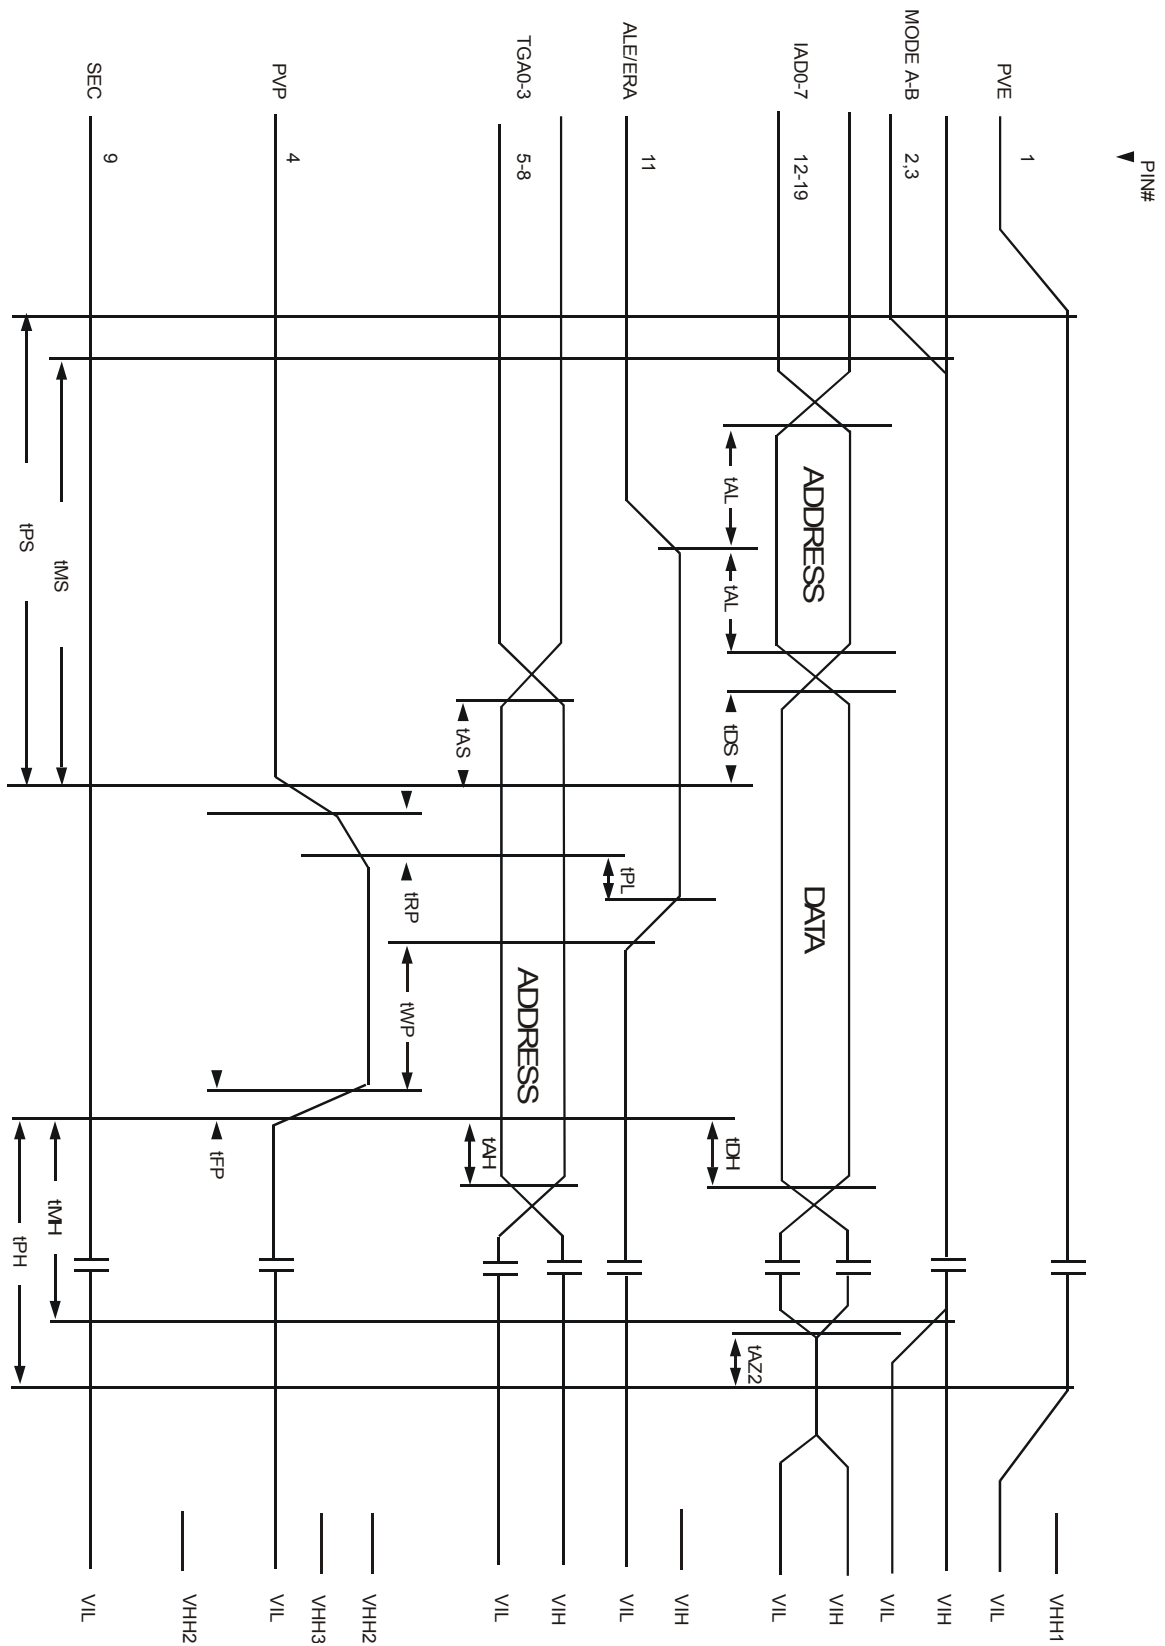 PIN#
PVE 1 VHH1
VIL
MODE A-B 2,3 VIH
VIL
IAD0-7 12-19 ADDRESS DATA VIH
VIL
tAL tAL tDS tDH tAZ2
ALE/ERA 11 VIH
VIL
tPL
TGA0-3 5-8 ADDRESS VIH
VIL
tAS tAH
tRP tWP
PVP 4 VHH2
VHH3
VIL
tFP
VHH2
SEC 9 VIL
tMS tMH
tPS tPH